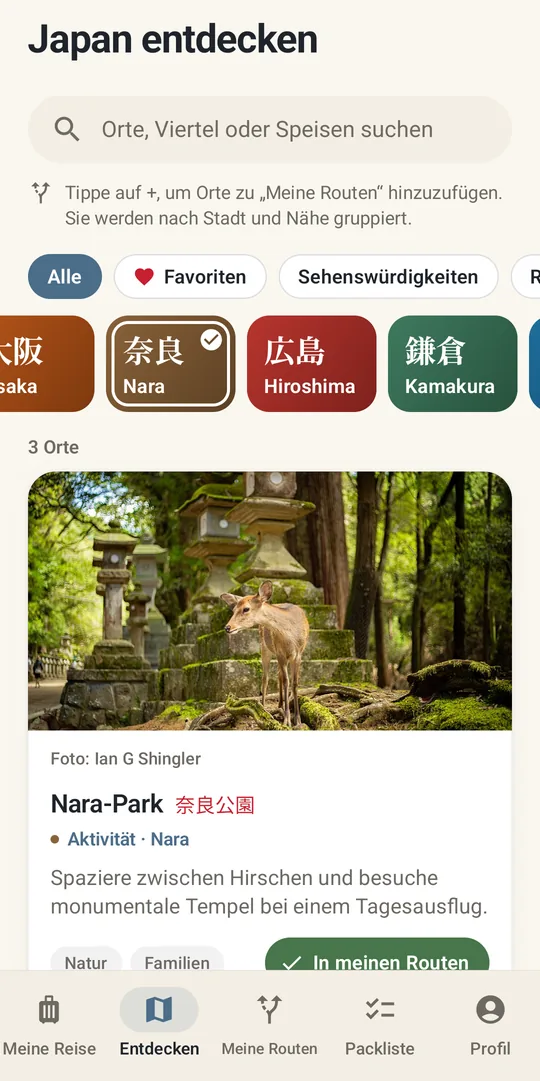 Japan entdecken
Orte, Viertel oder Speisen suchen
Tippe auf +, um Orte zu „Meine Routen“ hinzuzufügen.
Sie werden nach Stadt und Nähe gruppiert.
Alle
Favoriten
Sehenswürdigkeiten
R
大阪
saka
奈良
Nara
広島
Hiroshima
鎌倉
Kamakura
3 Orte
Foto: Ian G Shingler
Nara-Park 奈良公園
Aktivität · Nara
Spaziere zwischen Hirschen und besuche
monumentale Tempel bei einem Tagesausflug.
Natur
Familien
In meinen Routen
Meine Reise
Entdecken
Meine Routen
Packliste
Profil